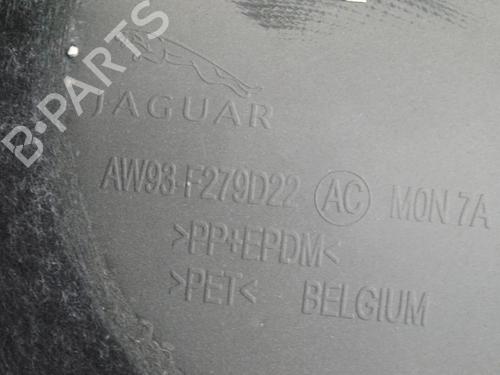 B-PARTS
JAGUAR
AW93-F279D22 AC M0N 7A
>PP+EPDM<
>PET< BELGIUM